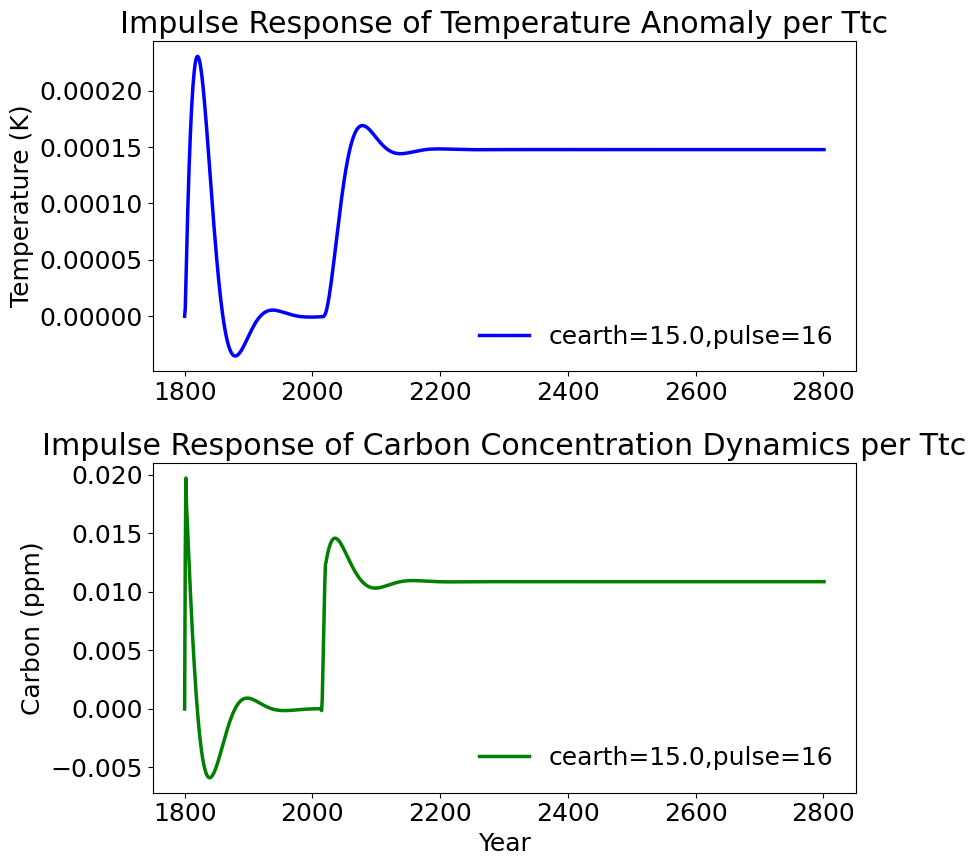 Impulse Response of Temperature Anomaly per Ttc
Temperature (K)
0.00020
0.00015
0.00010
0.00005
0.00000
cearth=15.0,pulse=16
1800 2000 2200 2400 2600 2800
Impulse Response of Carbon Concentration Dynamics per Ttc
Carbon (ppm)
0.020
0.015
0.010
0.005
0.000
−0.005
cearth=15.0,pulse=16
1800 2000 2200 2400 2600 2800
Year